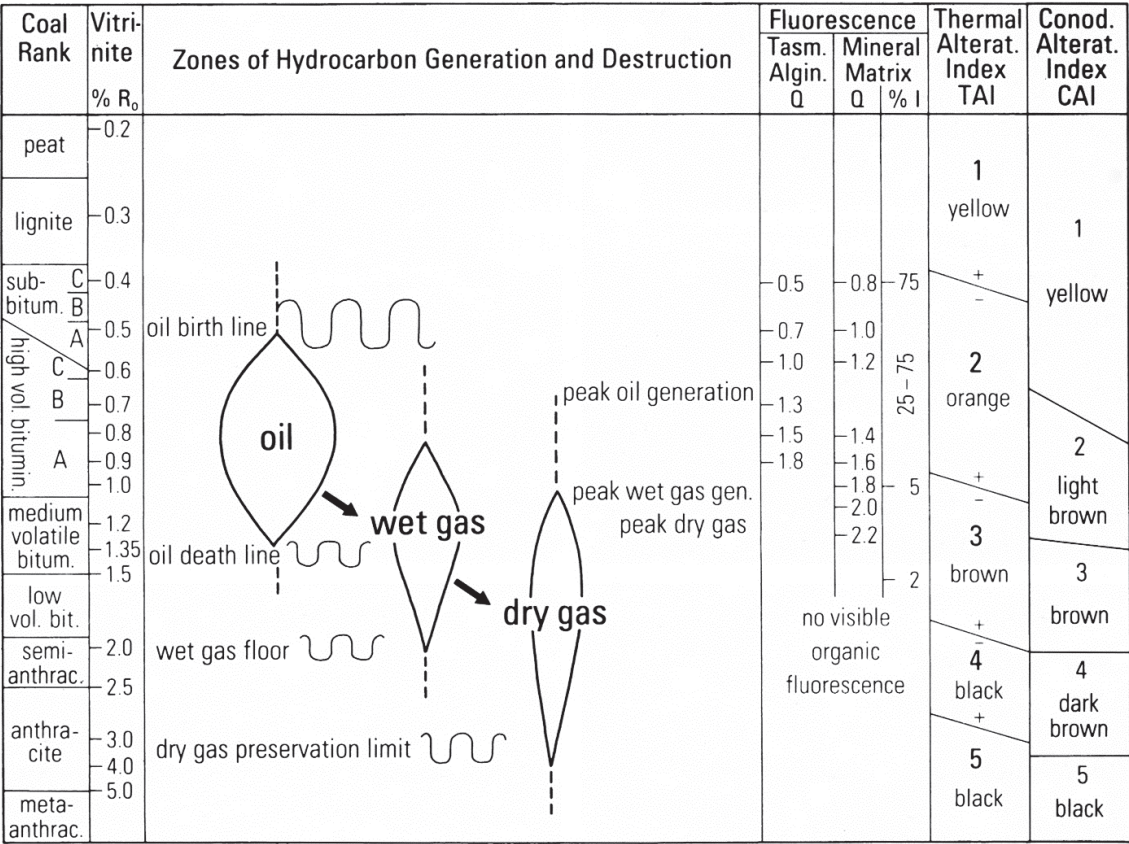 Coal
Rank
Vitri-
nite
% Ro
Zones of Hydrocarbon Generation and Destruction
Fluorescence
Tasm.
Algin.
Q
Mineral
Matrix
Q
% I
Thermal
Alterat.
Index
TAI
Conod.
Alterat.
Index
CAI
peat
lignite
sub-
bitum.
C
B
A
high vol. bitumin.
C
B
A
medium
volatile
bitum.
low
vol. bit.
semi-
anthrac.
anthra-
cite
meta-
anthrac.
0.2
0.3
0.4
0.5
0.6
0.7
0.8
0.9
1.0
1.2
1.35
1.5
2.0
2.5
3.0
4.0
5.0
oil birth line
oil
oil death line
wet gas
wet gas floor
dry gas
dry gas preservation limit
peak oil generation
peak wet gas gen.
peak dry gas
0.5
0.7
1.0
1.3
1.5
1.8
0.8
1.0
1.2
1.4
1.6
1.8
2.0
2.2
75
25–75
5
2
no visible
organic
fluorescence
1
yellow
+
–
2
orange
+
–
3
brown
+
–
4
black
+
5
black
1
yellow
2
light
brown
3
brown
4
dark
brown
5
black